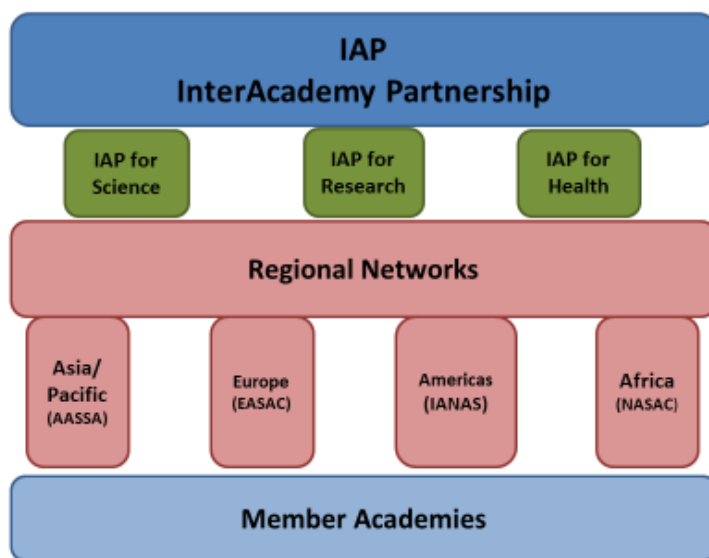 IAP
InterAcademy Partnership
IAP for
Science
IAP for
Research
IAP for
Health
Regional Networks
Asia/
Pacific
(AASSA)
Europe
(EASAC)
Americas
(IANAS)
Africa
(NASAC)
Member Academies